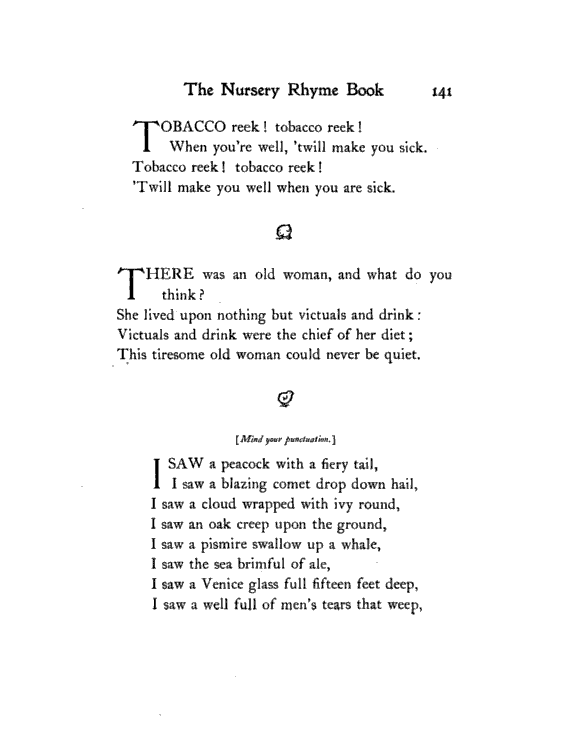 The Nursery Rhyme Book 141
TOBACCO reek! tobacco reek!
When you're well, 'twill make you sick.
Tobacco reek! tobacco reek!
'Twill make you well when you are sick.
THERE was an old woman, and what do you
think?
She lived upon nothing but victuals and drink:
Victuals and drink were the chief of her diet;
This tiresome old woman could never be quiet.
[Mind your punctuation.]
I SAW a peacock with a fiery tail,
I saw a blazing comet drop down hail,
I saw a cloud wrapped with ivy round,
I saw an oak creep upon the ground,
I saw a pismire swallow up a whale,
I saw the sea brimful of ale,
I saw a Venice glass full fifteen feet deep,
I saw a well full of men's tears that weep,